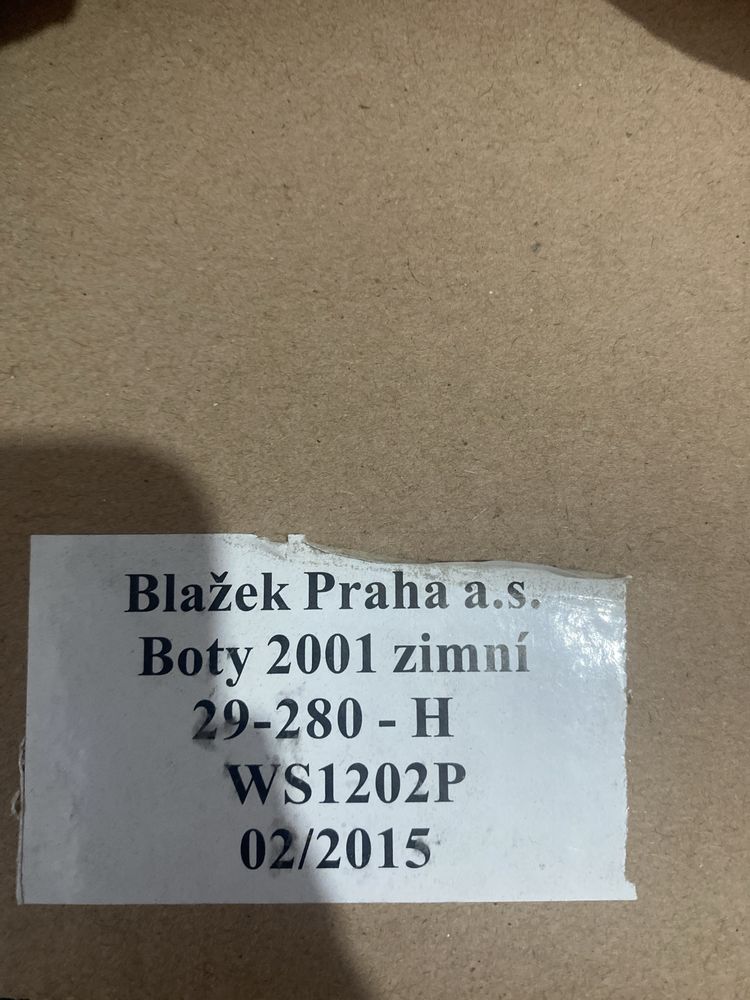 Blažek Praha a.s.
Boty 2001 zimní
29-280 - H
WS1202P
02/2015